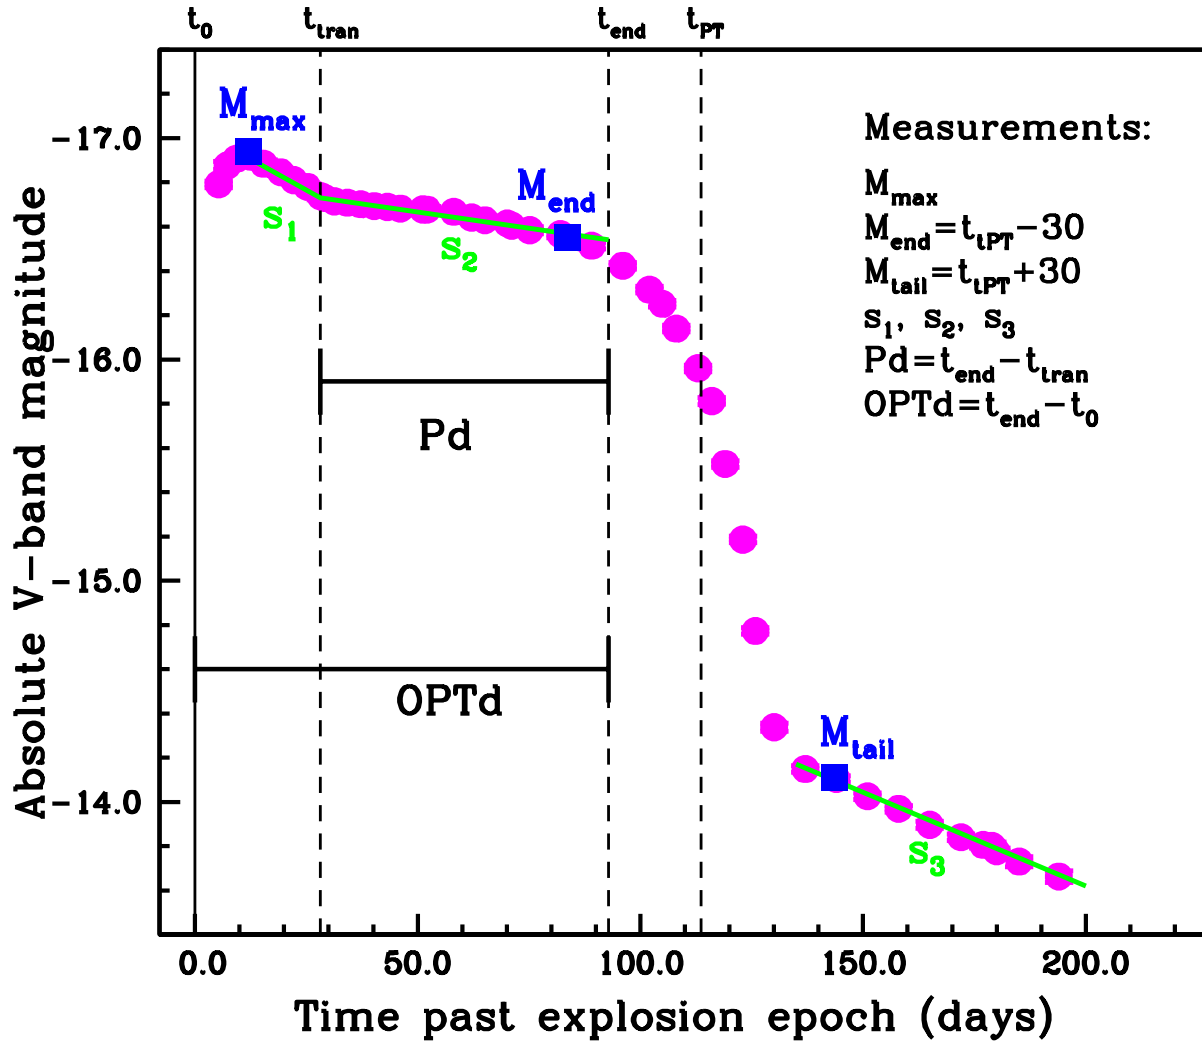 t0 ttran tend tPT
Mmax
Measurements:
-17.0
Mmax
Mend
Mend=ttPT-30
s1
s2
Mtail=ttPT+30
s1, s2, s3
-16.0
Pd=tend-ttran
OPTd=tend-t0
Pd
-15.0
OPTd
Mtail
-14.0
s3
0.0 50.0 100.0 150.0 200.0
Time past explosion epoch (days)
Absolute V-band magnitude